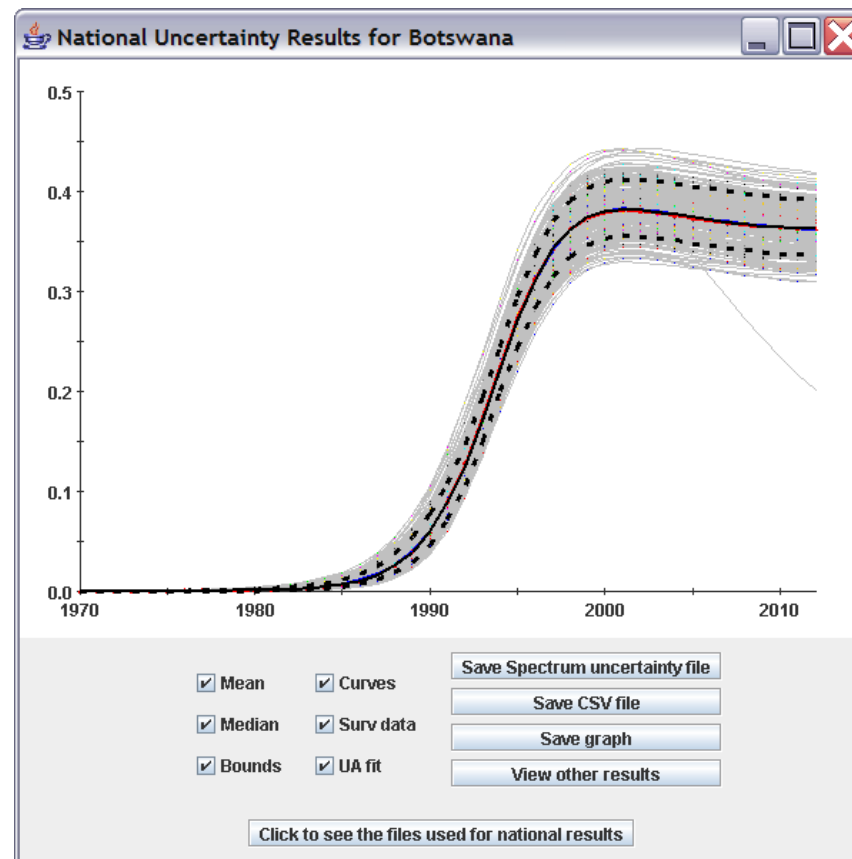 National Uncertainty Results for Botswana
0.5
0.4
0.3
0.2
0.1
0.0
1970 1980 1990 2000 2010
Mean Curves Save Spectrum uncertainty file
Save CSV file
Median Surv data
Save graph
Bounds UA fit View other results
Click to see the files used for national results